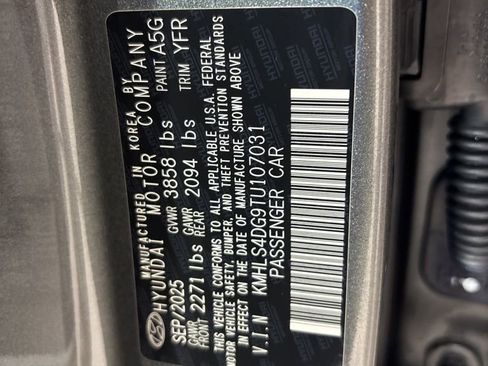 MANUFACTURED IN KOREA BY
HYUNDAI MOTOR COMPANY
SEP/2025 GVWR 3858 lbs PAINT A5G
GAWR FRONT 2271 lbs GAWR REAR 2094 lbs TRIM YFR
THIS VEHICLE CONFORMS TO ALL APPLICABLE U.S.A. FEDERAL
MOTOR VEHICLE SAFETY, BUMPER, AND THEFT PREVENTION STANDARDS
IN EFFECT ON THE DATE OF MANUFACTURE SHOWN ABOVE
V.I.N KMHLS4DG9TU107031
PASSENGER CAR